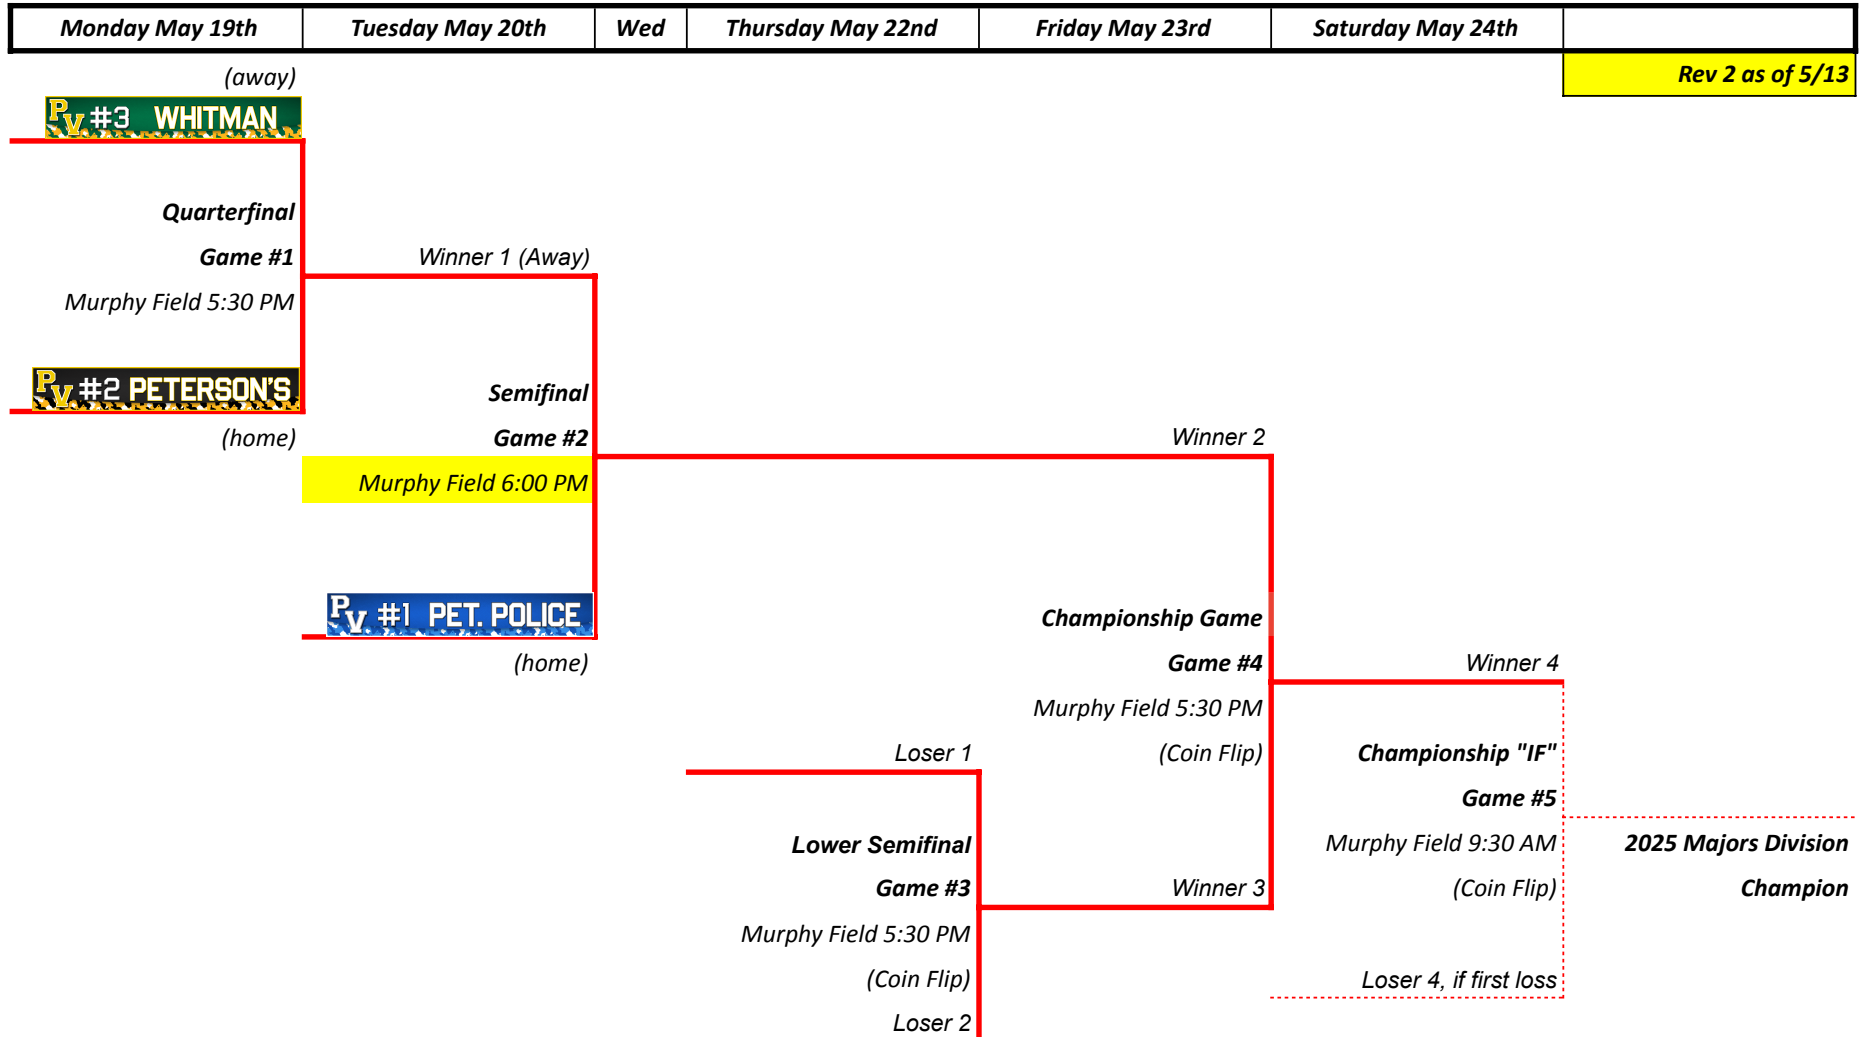 Monday May 19th Tuesday May 20th Wed Thursday May 22nd Friday May 23rd Saturday May 24th
Rev 2 as of 5/13
(away)
PV #3 WHITMAN
Quarterfinal
Game #1
Murphy Field 5:30 PM
PV #2 PETERSON'S
(home)
Winner 1 (Away)
Semifinal
Game #2
Murphy Field 6:00 PM
PV #1 PET. POLICE
(home)
Loser 1
Lower Semifinal
Game #3
Murphy Field 5:30 PM
(Coin Flip)
Loser 2
Winner 2
Championship Game
Game #4
Murphy Field 5:30 PM
(Coin Flip)
Winner 3
Winner 4
Championship "IF"
Game #5
Murphy Field 9:30 AM
(Coin Flip)
Loser 4, if first loss
2025 Majors Division
Champion